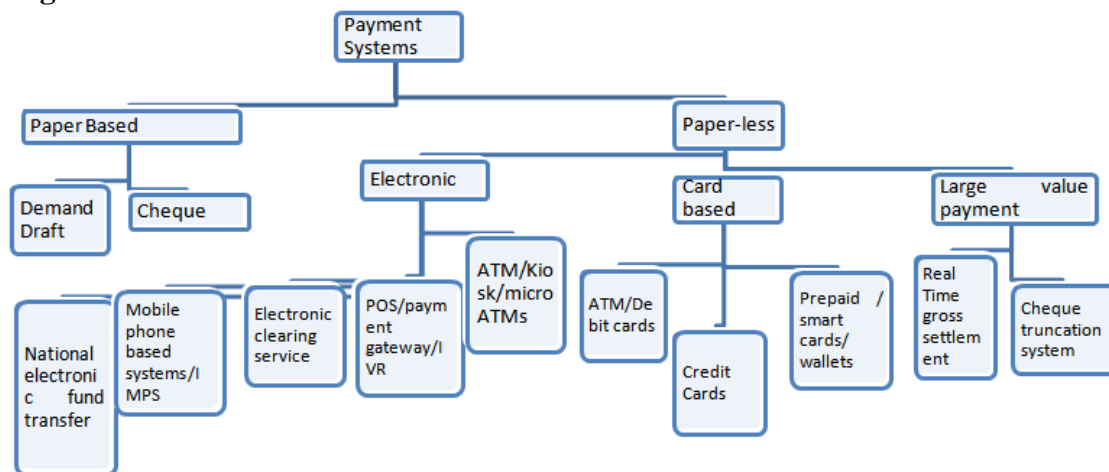 Payment
Systems
Paper Based
Paper-less
Demand
Draft
Cheque
Electronic
Card
based
Large value
payment
National
electroni
c fund
transfer
Mobile
phone
based
systems/I
MPS
Electronic
clearing
service
POS/paym
ent
gateway/I
VR
ATM/Kio
sk/micro
ATMs
ATM/De
bit cards
Credit
Cards
Prepaid /
smart
cards/
wallets
Real
Time
gross
settlem
ent
Cheque
truncation
system